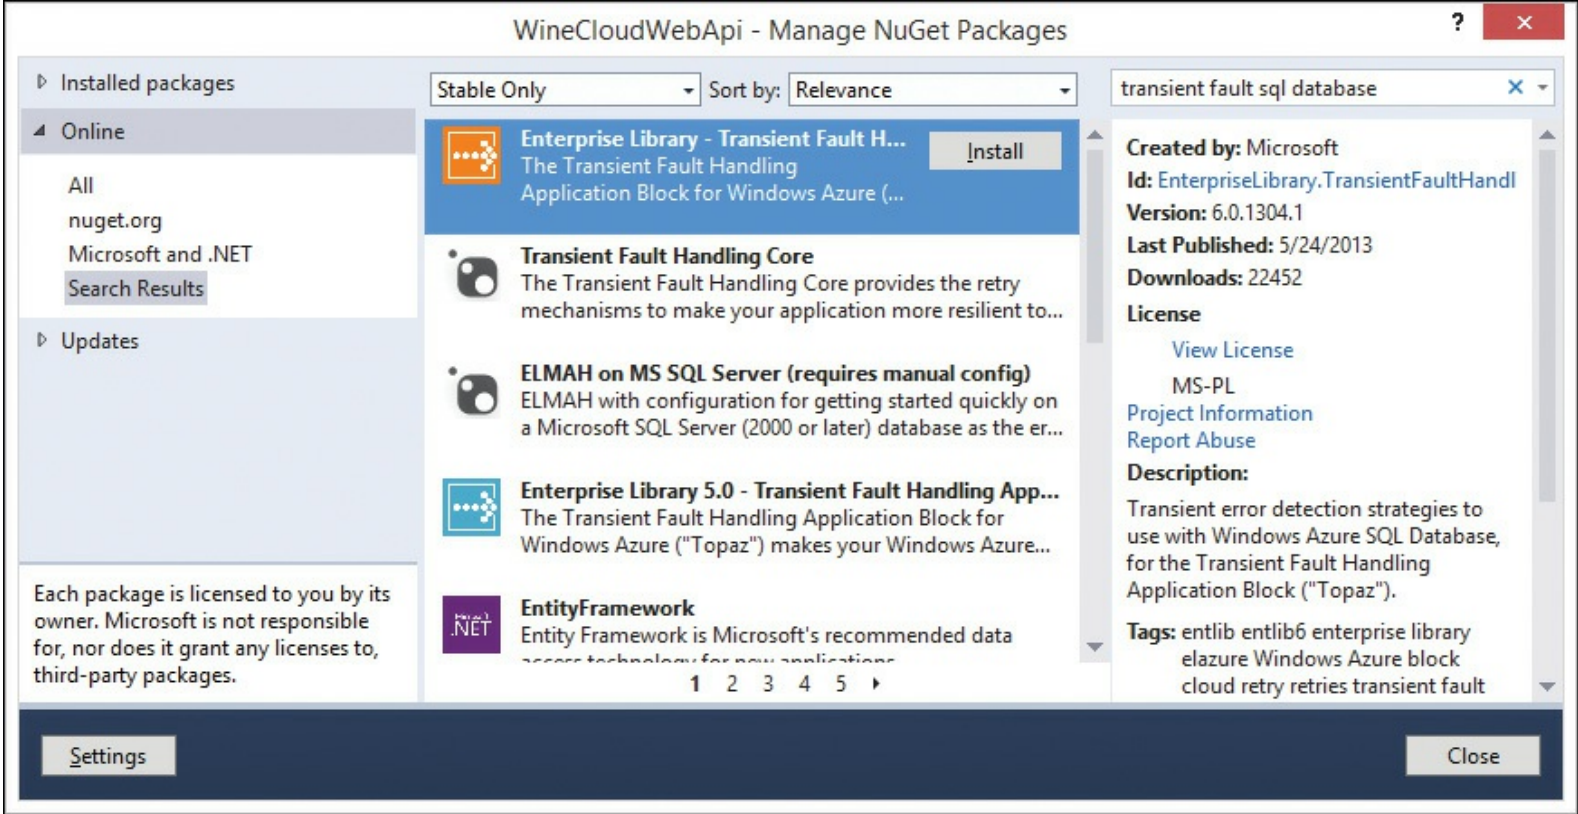 WineCloudWebApi - Manage NuGet Packages
?
Installed packages
Online
All
nuget.org
Microsoft and .NET
Search Results
Updates
Each package is licensed to you by its
owner. Microsoft is not responsible
for, nor does it grant any licenses to,
third-party packages.
Stable Only
Sort by: Relevance
Enterprise Library - Transient Fault H...
The Transient Fault Handling
Application Block for Windows Azure (...
Install
Transient Fault Handling Core
The Transient Fault Handling Core provides the retry
mechanisms to make your application more resilient to...
ELMAH on MS SQL Server (requires manual config)
ELMAH with configuration for getting started quickly on
a Microsoft SQL Server (2000 or later) database as the er...
Enterprise Library 5.0 - Transient Fault Handling App...
The Transient Fault Handling Application Block for
Windows Azure ("Topaz") makes your Windows Azure...
.NET
EntityFramework
Entity Framework is Microsoft's recommended data
access technology for new applications
1 2 3 4 5
transient fault sql database
Created by: Microsoft
Id: EnterpriseLibrary.TransientFaultHandl
Version: 6.0.1304.1
Last Published: 5/24/2013
Downloads: 22452
License
View License
MS-PL
Project Information
Report Abuse
Description:
Transient error detection strategies to
use with Windows Azure SQL Database,
for the Transient Fault Handling
Application Block ("Topaz").
Tags: entlib entlib6 enterprise library
elazure Windows Azure block
cloud retry retries transient fault
Settings
Close